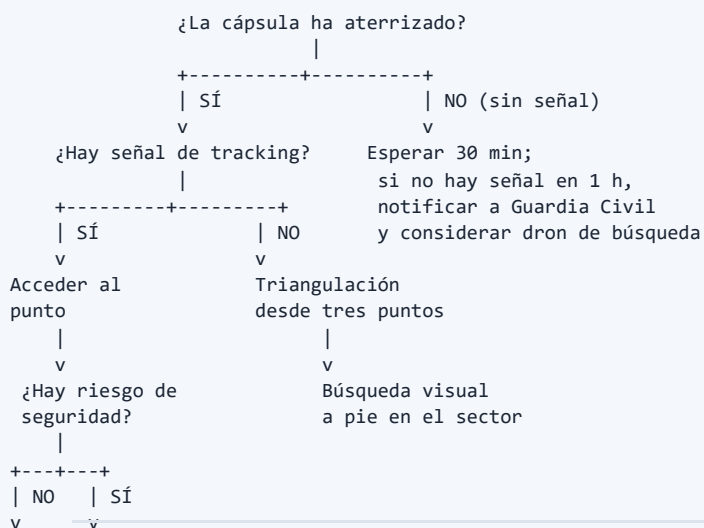 ¿La cápsula ha aterrizado?
|
+----------+----------+
| SÍ | NO (sin señal)
v v
¿Hay señal de tracking? Esperar 30 min;
| si no hay señal en 1 h,
+---------+---------+ notificar a Guardia Civil
| SÍ | NO y considerar dron de búsqueda
v v
Acceder al Triangulación
punto desde tres puntos
| |
v v
¿Hay riesgo de Búsqueda visual
seguridad? a pie en el sector
|
+---+---+
| NO | SÍ
v v